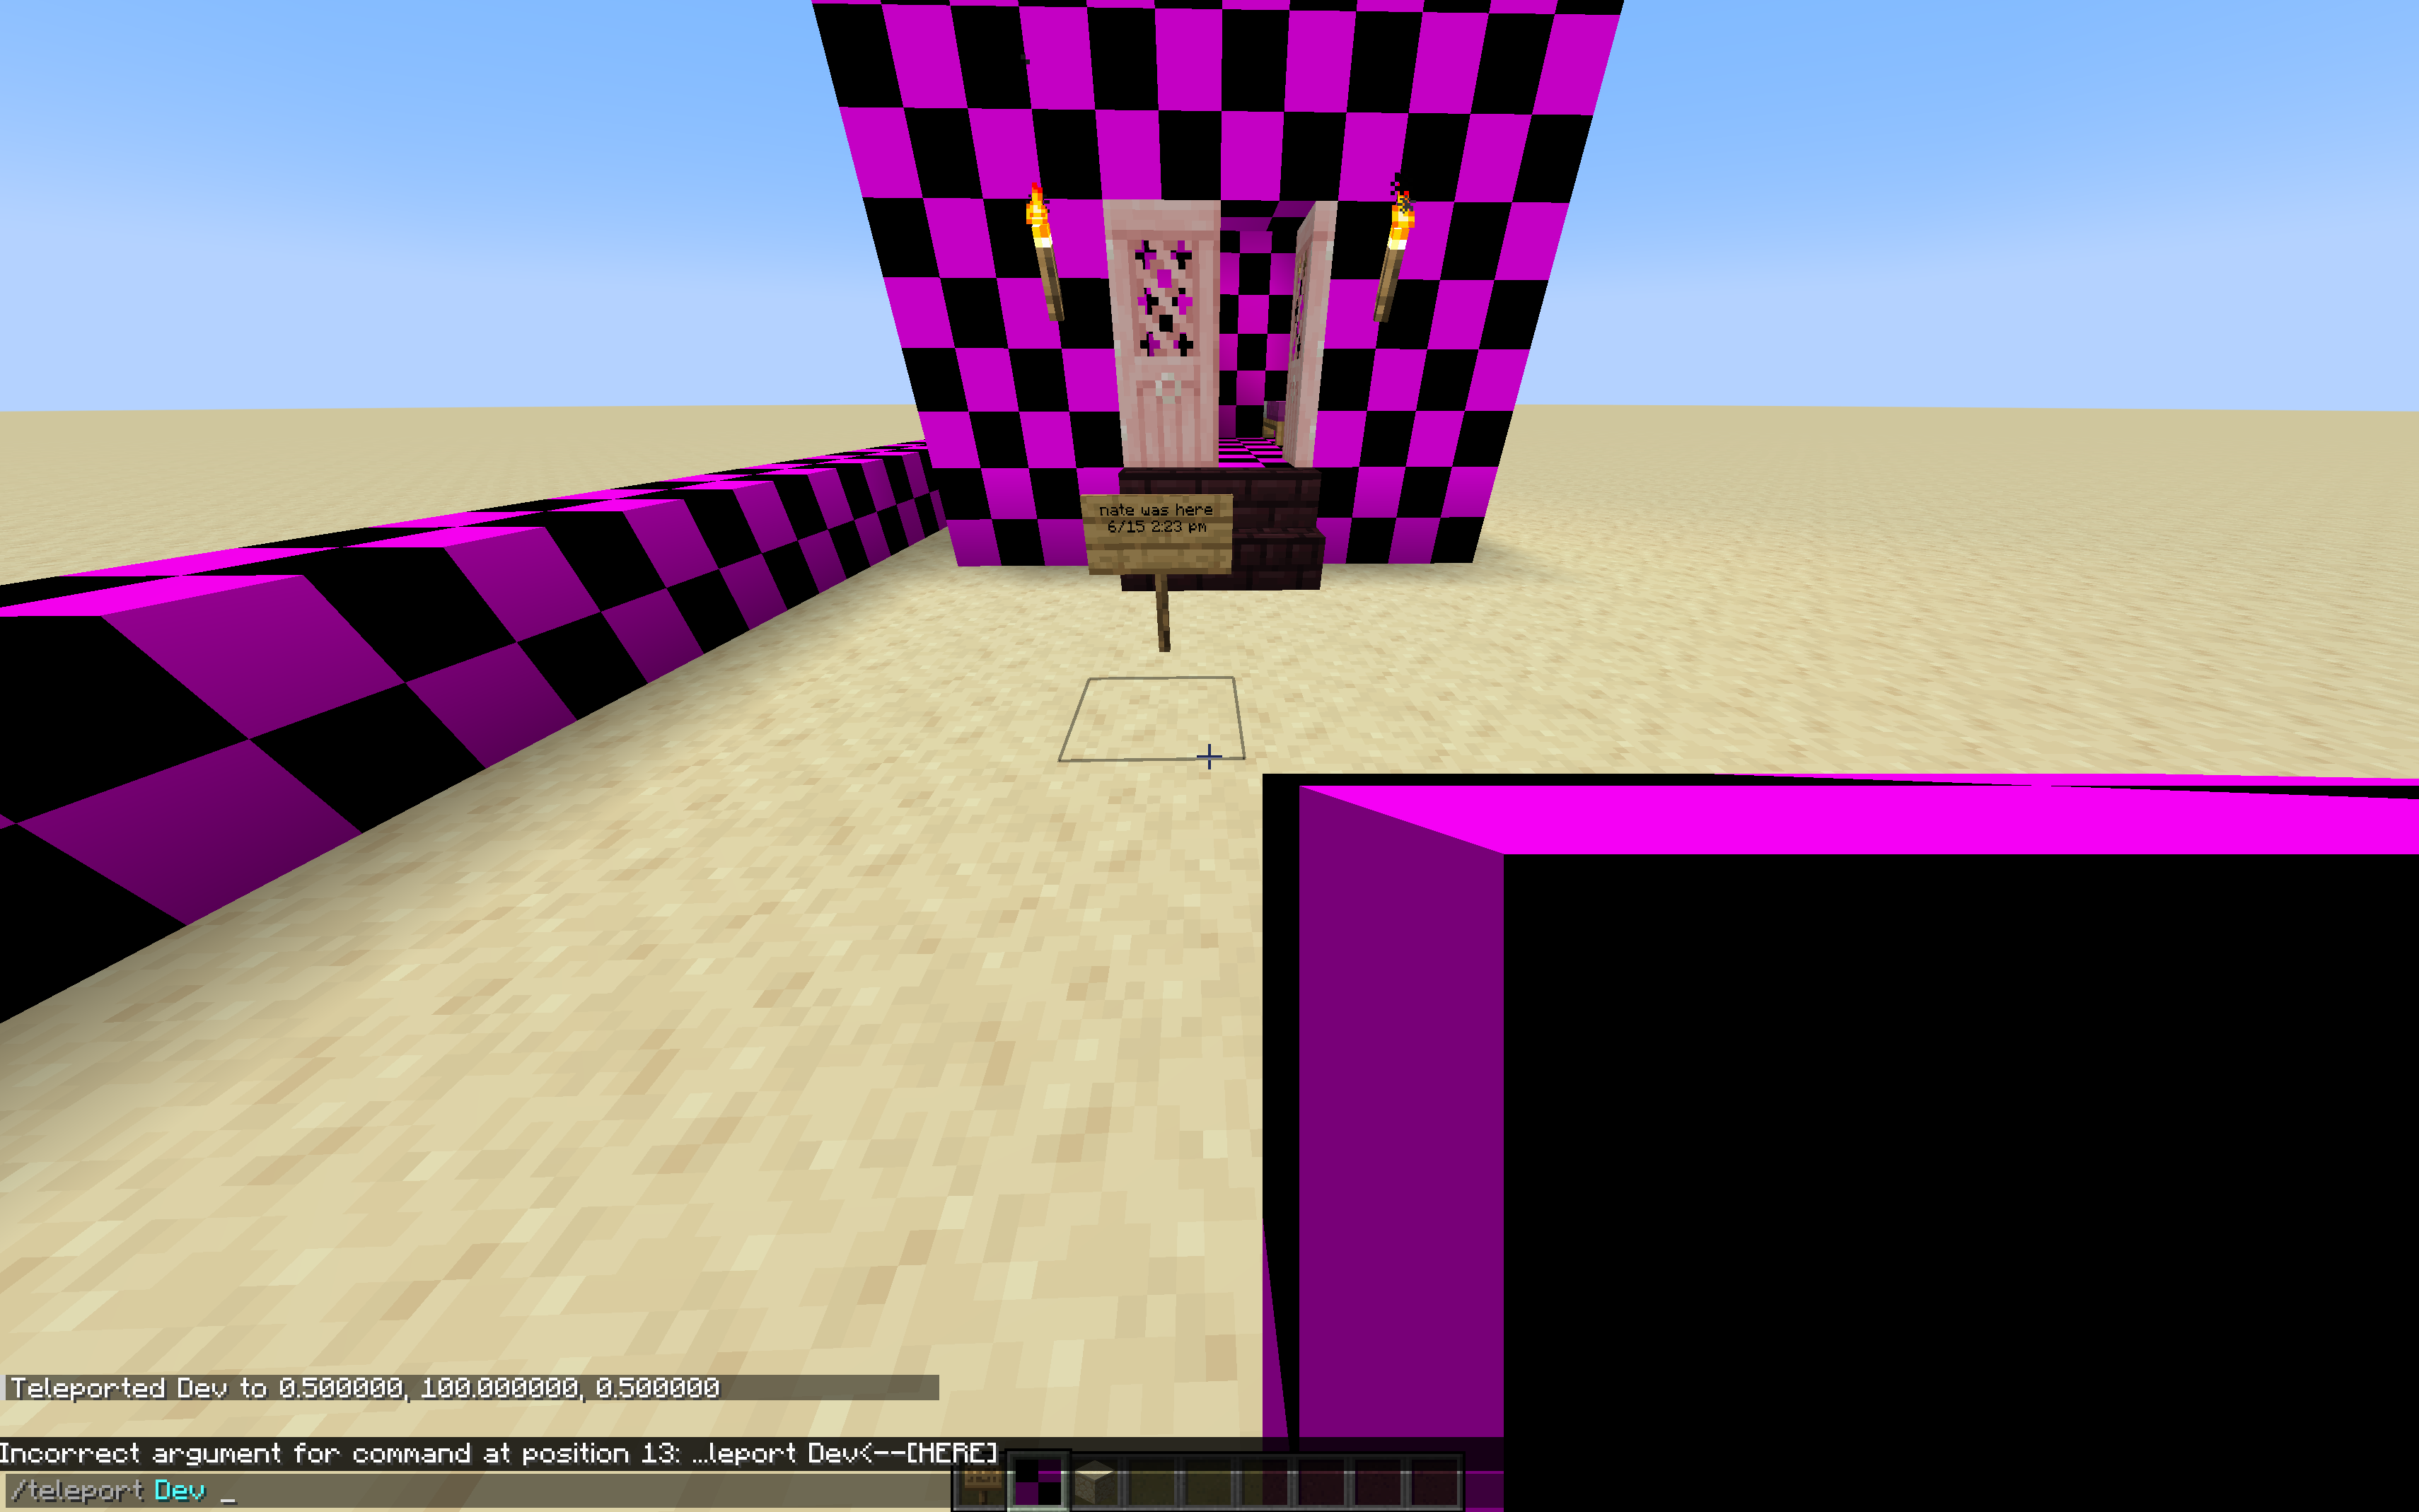 nate was here
6/15 2:23 pm
Teleported Dev to 0.500000, 100.000000, 0.500000
Incorrect argument for command at position 13: ...leport Dev<--[HERE]
/teleport Dev _